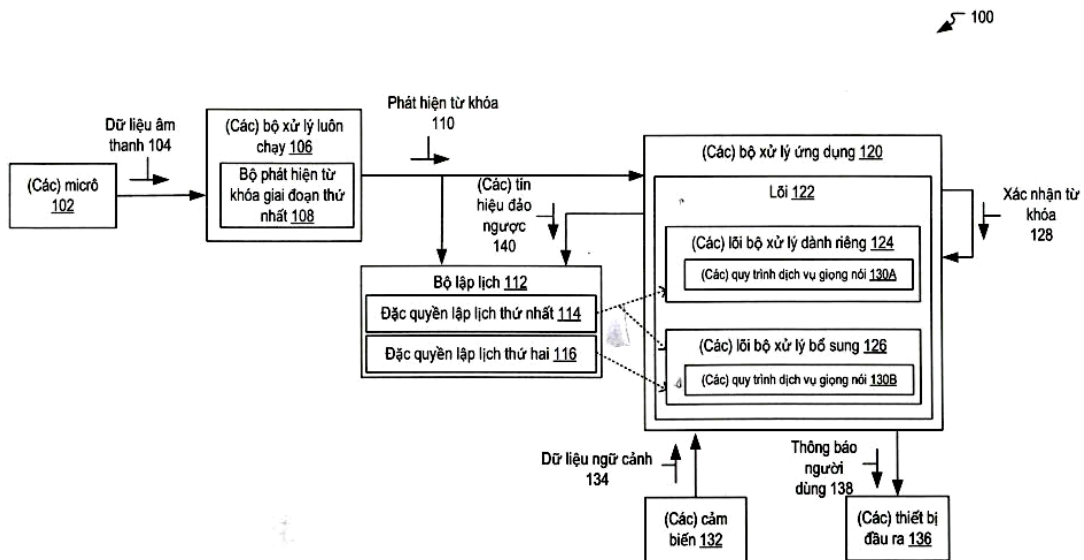 100
Dữ liệu âm
thanh 104
(Các) micrô
102
(Các) bộ xử lý luôn
chạy 106
Bộ phát hiện từ
khóa giai đoạn thứ
nhất 108
Phát hiện từ khóa
110
(Các) tín
hiệu đảo
ngược
140
Bộ lập lịch 112
Đặc quyền lập lịch thứ nhất 114
Đặc quyền lập lịch thứ hai 116
(Các) bộ xử lý ứng dụng 120
Lõi 122
(Các) lõi bộ xử lý dành riêng 124
(Các) quy trình dịch vụ giọng nói 130A
(Các) lõi bộ xử lý bổ sung 126
(Các) quy trình dịch vụ giọng nói 130B
Xác nhận từ
khóa
128
Dữ liệu ngữ cảnh
134
(Các) cảm
biến 132
Thông báo
người
dùng 138
(Các) thiết bị
đầu ra 136